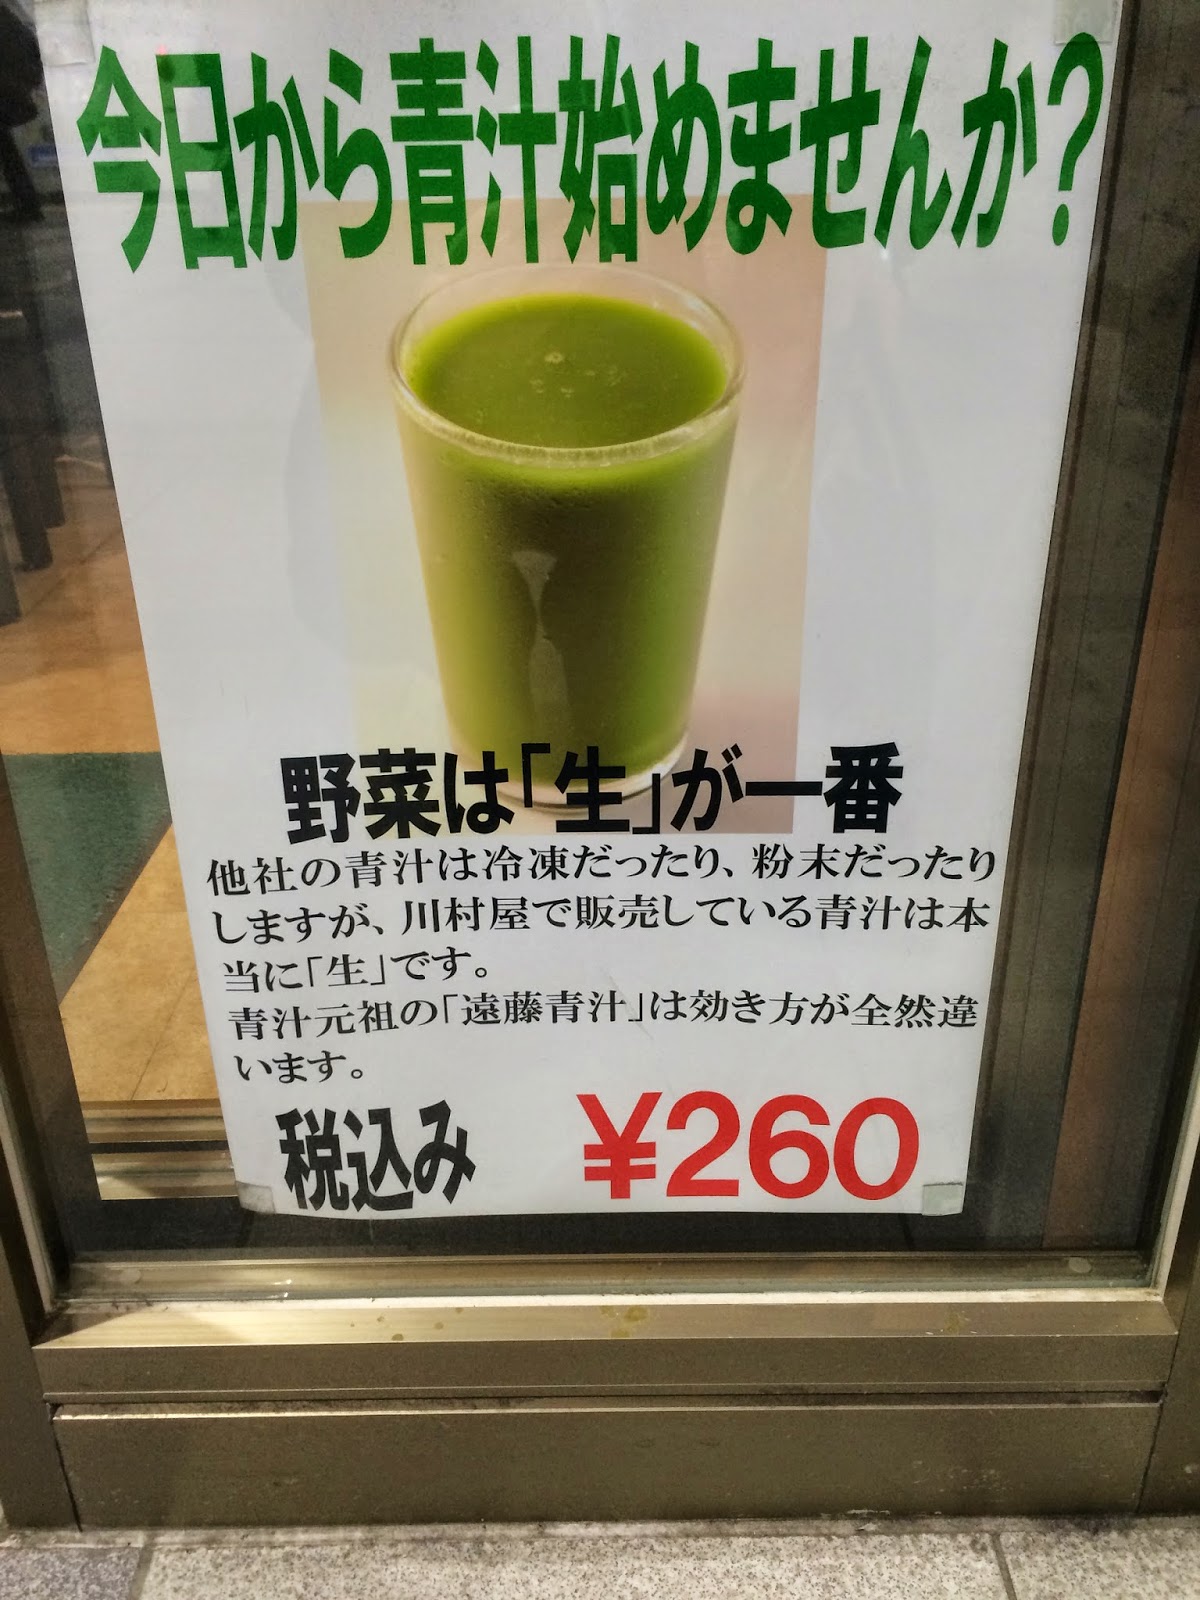 今日から青汁始めませんか?
野菜は「生」が一番
他社の青汁は冷凍だったり、粉末だったり
しますが、川村屋で販売している青汁は本
当に「生」です。
青汁元祖の「遠藤青汁」は効き方が全然違
います。
税込み ¥260